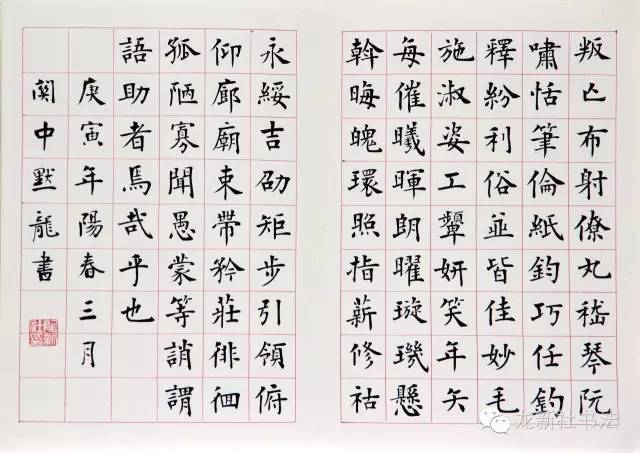 叛亡布射僚丸嵇琴阮
嘯恬筆倫紙鈞巧任釣
釋紛利俗並皆佳妙毛
施淑姿工顰妍笑年矢
每催曦暉朗曜璇璣懸
斡晦魄環照指薪修祜
永綏吉劭矩步引領俯
仰廊廟束帶矜莊徘徊
孤陋寡聞愚蒙等誚謂
語助者焉哉乎也
庚寅年陽春三月
関中默龍書
龙新社书法